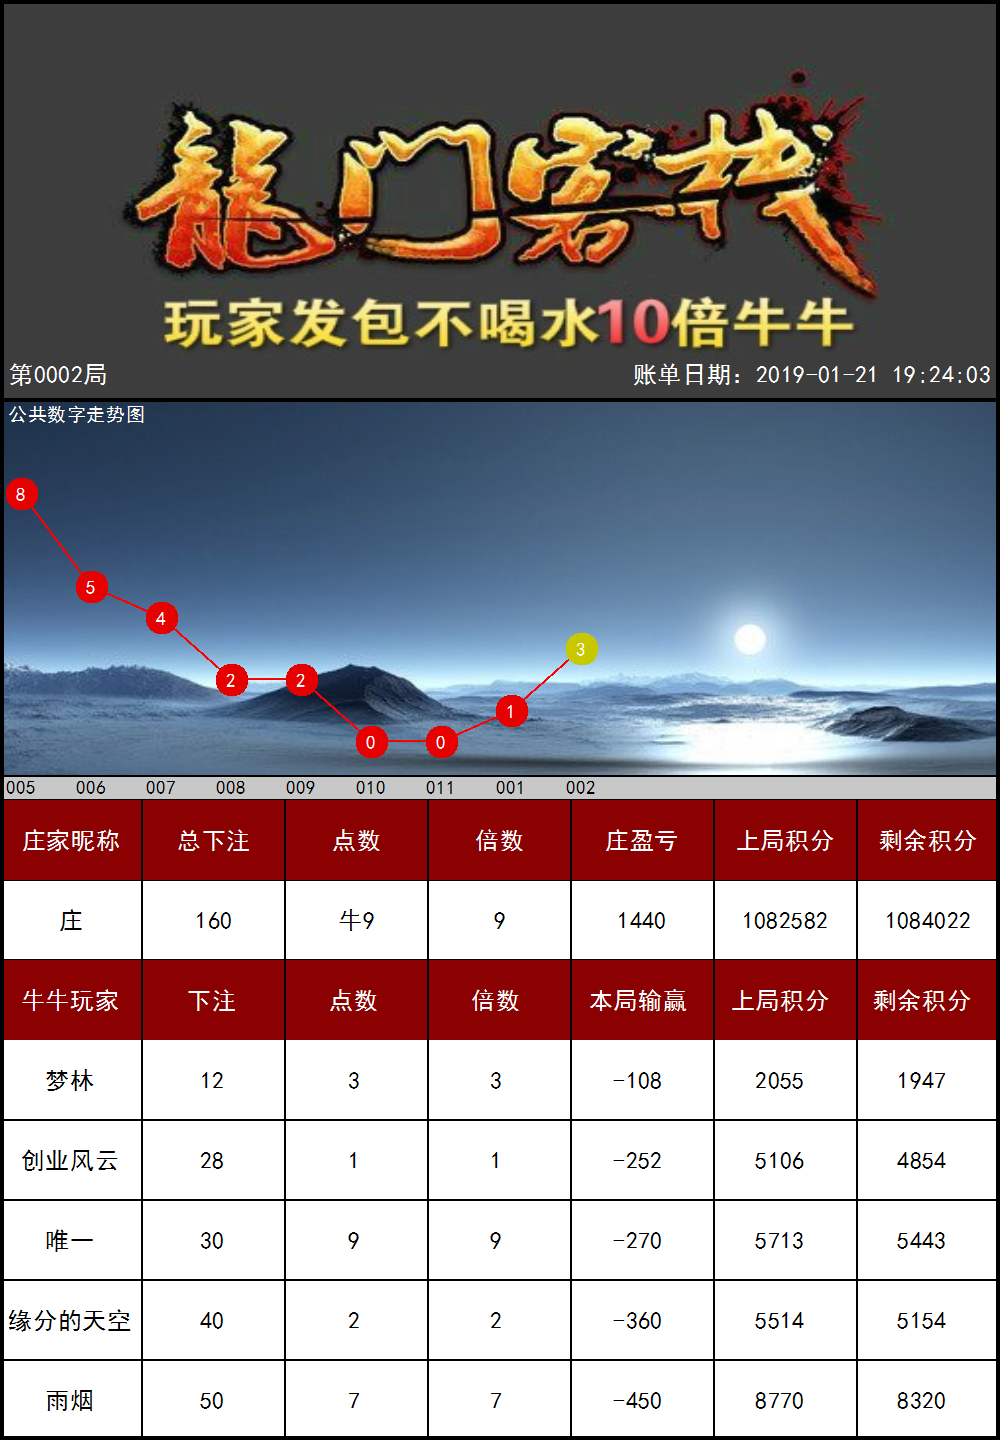 龍门客栈
玩家发包不喝水10倍牛牛
第0002局 账单日期：2019-01-21 19:24:03
公共数字走势图
8
5
4
2 2
0 0
1
3
005 006 007 008 009 010 011 001 002
庄家昵称 总下注 点数 倍数 庄盈亏 上局积分 剩余积分
庄 160 牛9 9 1440 1082582 1084022
牛牛玩家 下注 点数 倍数 本局输赢 上局积分 剩余积分
梦林 12 3 3 -108 2055 1947
创业风云 28 1 1 -252 5106 4854
唯一 30 9 9 -270 5713 5443
缘分的天空 40 2 2 -360 5514 5154
雨烟 50 7 7 -450 8770 8320